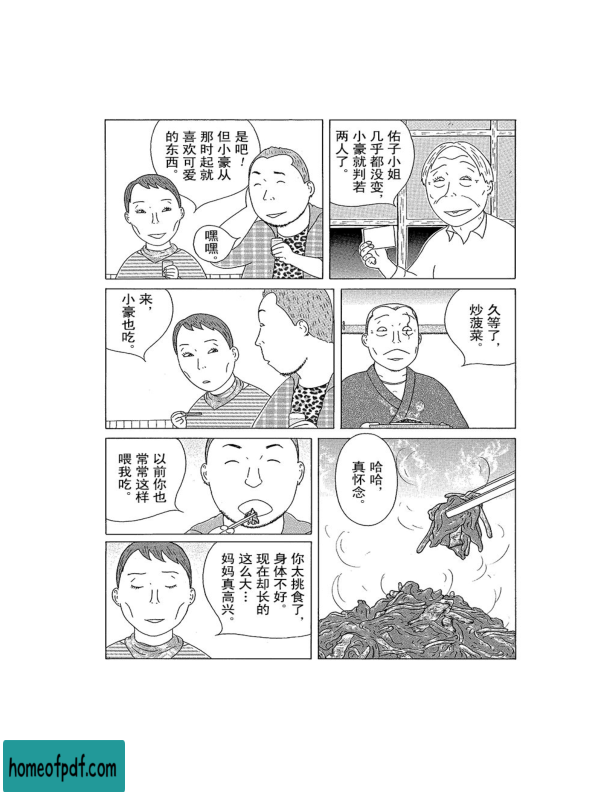 佑子小姐
几乎都没变，
小豪就判若
两人了。
是吧！
但小豪从
那时起就
喜欢可爱
的东西。
嘿嘿。
久等了，
炒菠菜。
来，
小豪也吃。
哈哈，
真怀念。
以前你也
常常这样
喂我吃。
你太挑食了，
身体不好。
现在却长的
这么大…
妈妈真高兴。
homeofpdf.com